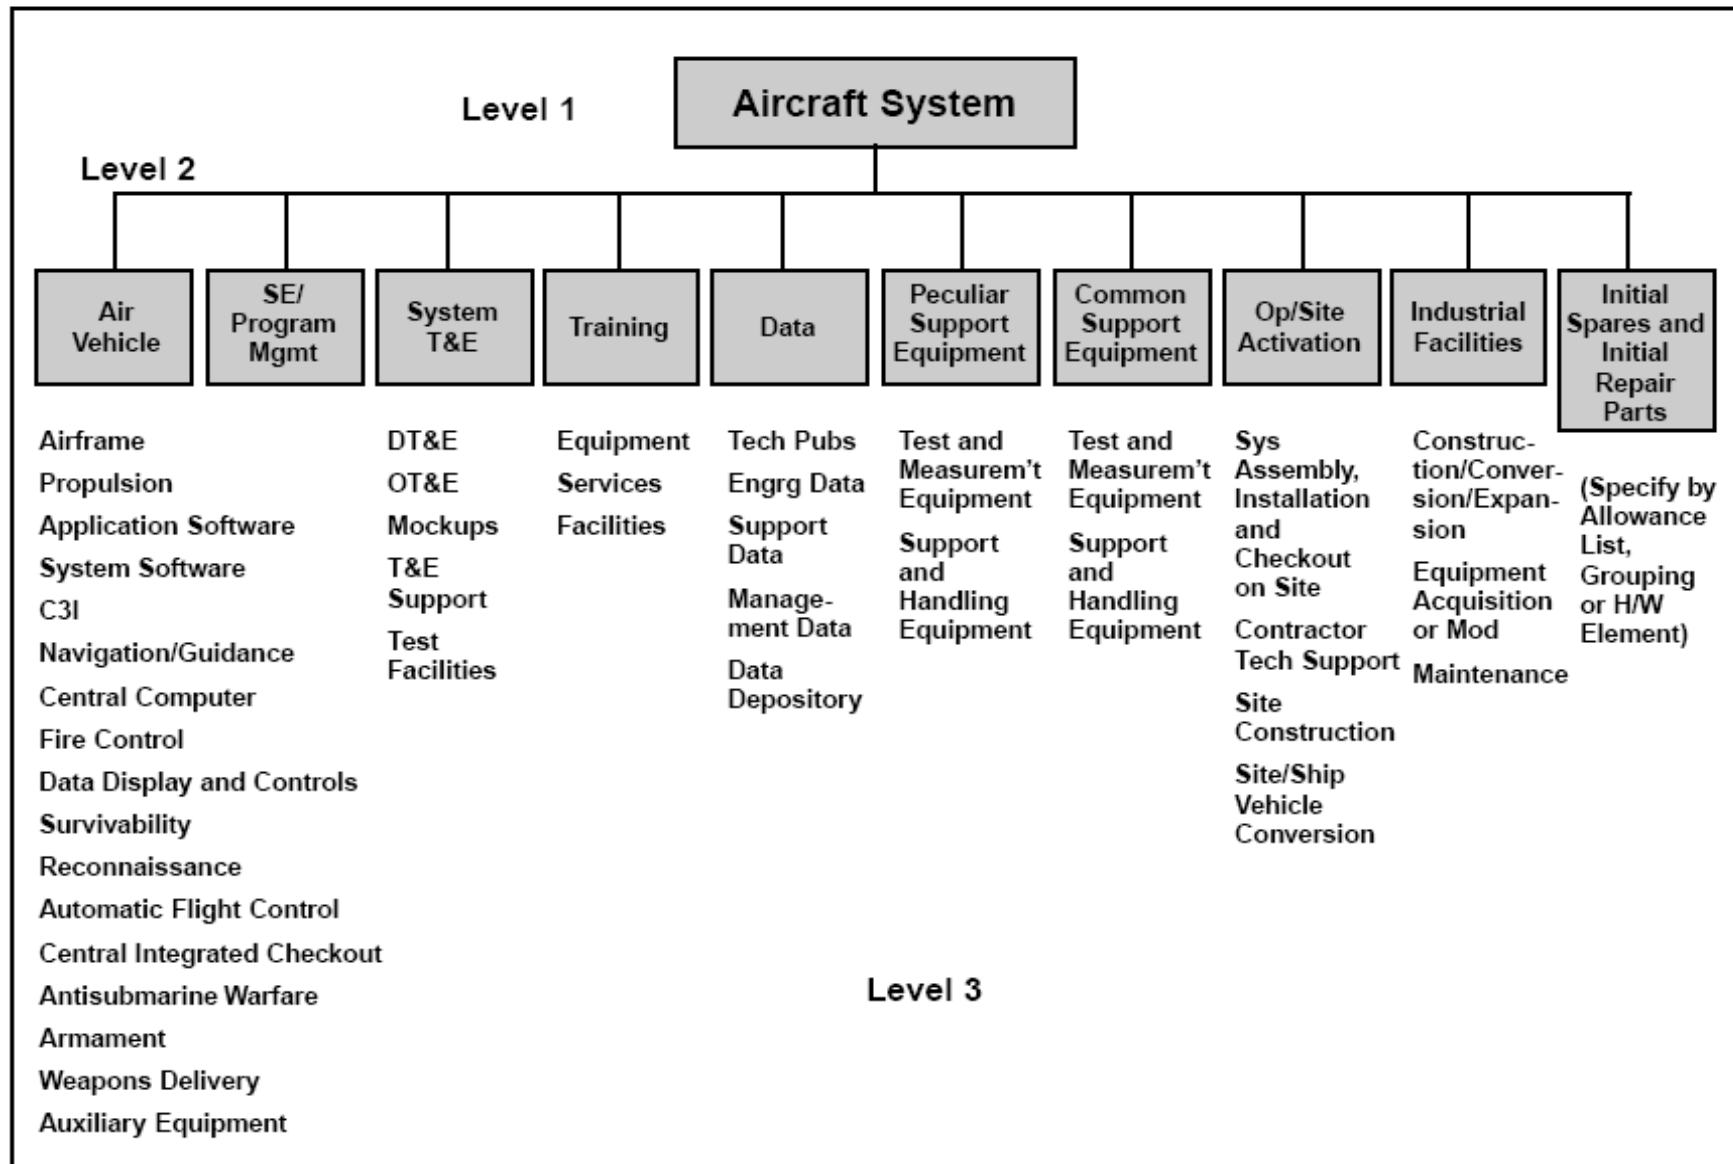 Level 1
Aircraft System
Level 2
Air
Vehicle
SE/
Program
Mgmt
System
T&E
Training
Data
Peculiar
Support
Equipment
Common
Support
Equipment
Op/Site
Activation
Industrial
Facilities
Initial
Spares and
Initial
Repair
Parts
Airframe
Propulsion
Application Software
System Software
C3I
Navigation/Guidance
Central Computer
Fire Control
Data Display and Controls
Survivability
Reconnaissance
Automatic Flight Control
Central Integrated Checkout
Antisubmarine Warfare
Armament
Weapons Delivery
Auxiliary Equipment
DT&E
OT&E
Mockups
T&E
Support
Test
Facilities
Equipment
Services
Facilities
Tech Pubs
Engrg Data
Support
Data
Manage-
ment Data
Data
Depository
Test and
Measurem't
Equipment
Support
and
Handling
Equipment
Test and
Measurem't
Equipment
Support
and
Handling
Equipment
Sys
Assembly,
Installation
and
Checkout
on Site
Contractor
Tech Support
Site
Construction
Site/Ship
Vehicle
Conversion
Construc-
tion/Conver-
sion/Expan-
sion
Equipment
Acquisition
or Mod
Maintenance
(Specify by
Allowance
List,
Grouping
or H/W
Element)
Level 3